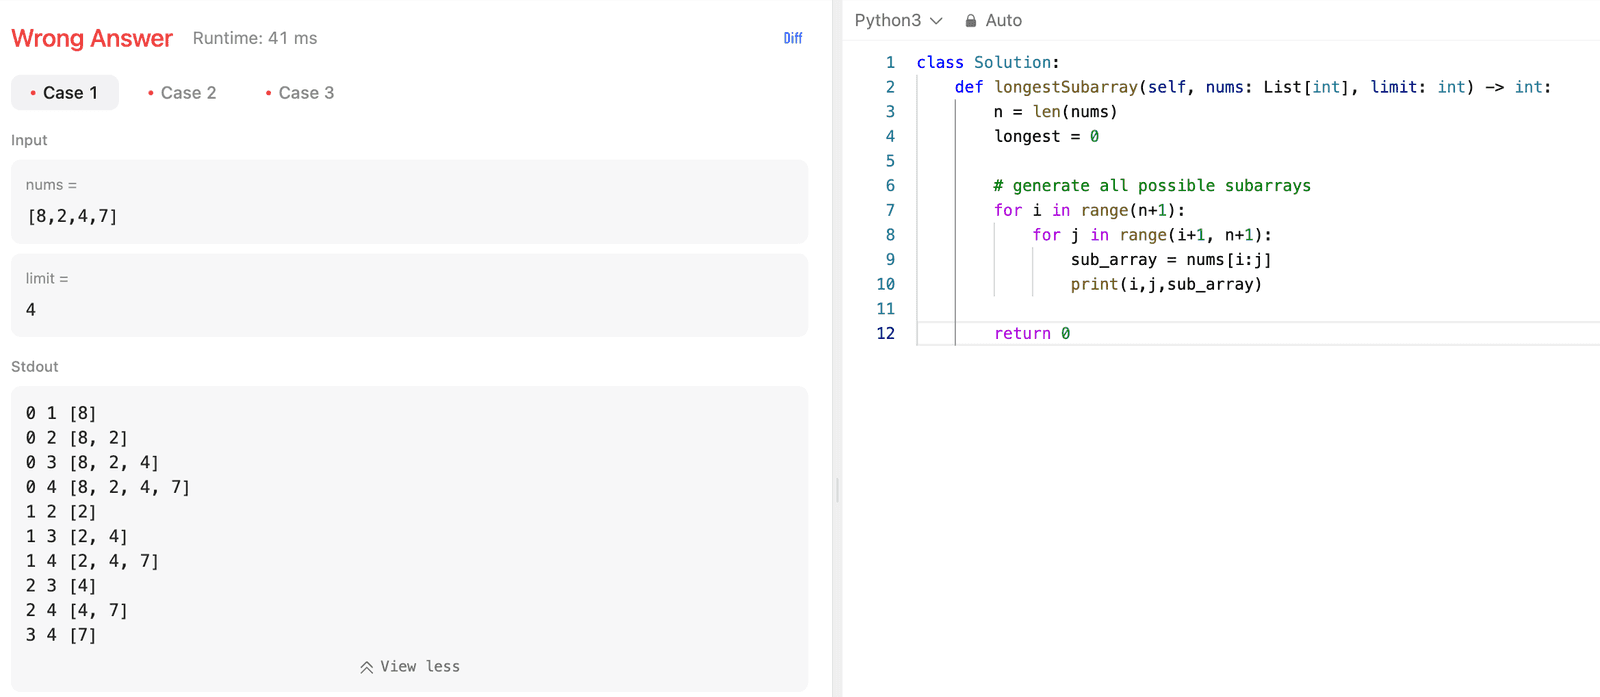 Wrong Answer Runtime: 41 ms Diff
• Case 1 • Case 2 • Case 3
Input
nums =
[8,2,4,7]
limit =
4
Stdout
0 1 [8]
0 2 [8, 2]
0 3 [8, 2, 4]
0 4 [8, 2, 4, 7]
1 2 [2]
1 3 [2, 4]
1 4 [2, 4, 7]
2 3 [4]
2 4 [4, 7]
3 4 [7]
View less
Python3 Auto
1 class Solution:
2     def longestSubarray(self, nums: List[int], limit: int) -> int:
3         n = len(nums)
4         longest = 0
5
6         # generate all possible subarrays
7         for i in range(n+1):
8             for j in range(i+1, n+1):
9                 sub_array = nums[i:j]
10                 print(i,j,sub_array)
11
12         return 0